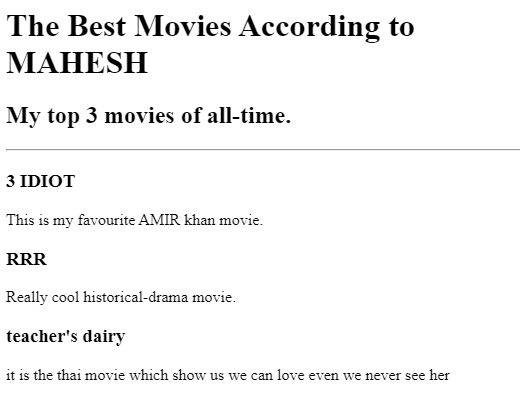 The Best Movies According to
MAHESH
My top 3 movies of all-time.
3 IDIOT
This is my favourite AMIR khan movie.
RRR
Really cool historical-drama movie.
teacher's dairy
it is the thai movie which show us we can love even we never see her